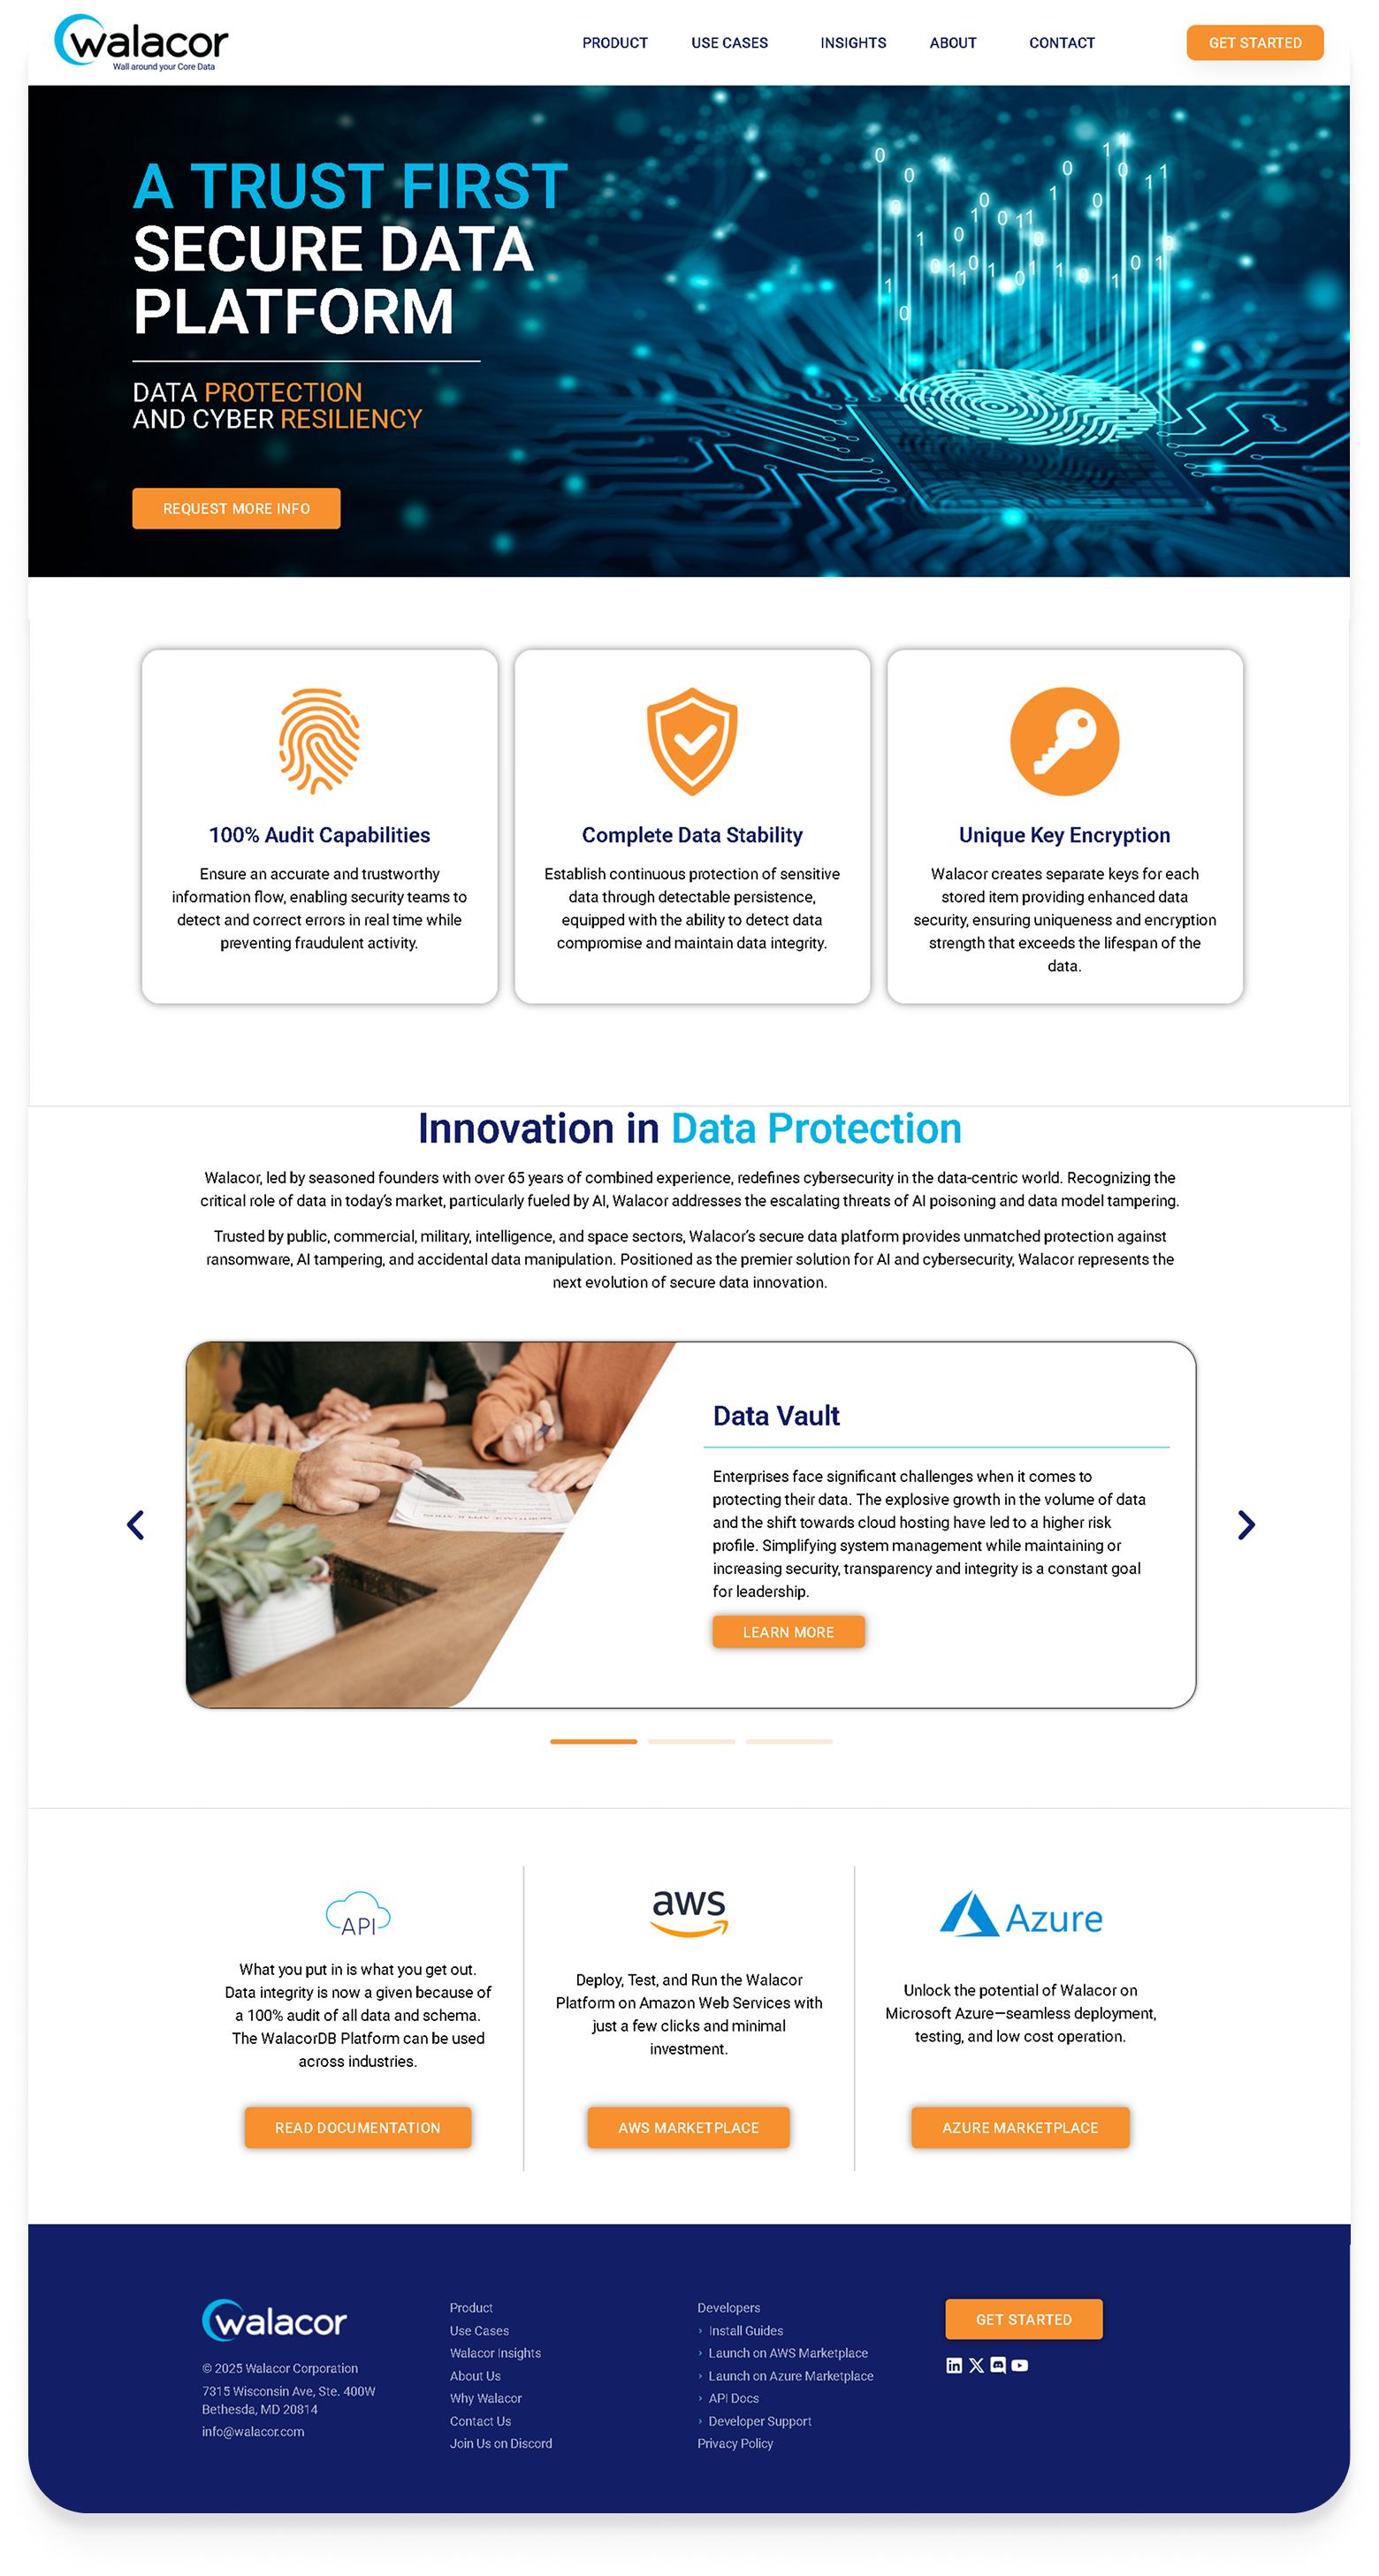 walacor
Wall around your Core Data
PRODUCT
USE CASES
INSIGHTS
ABOUT
CONTACT
GET STARTED
A TRUST FIRST
SECURE DATA
PLATFORM
DATA PROTECTION
AND CYBER RESILIENCY
REQUEST MORE INFO
100% Audit Capabilities
Ensure an accurate and trustworthy
information flow, enabling security teams to
detect and correct errors in real time while
preventing fraudulent activity.
Complete Data Stability
Establish continuous protection of sensitive
data through detectable persistence,
equipped with the ability to detect data
compromise and maintain data integrity.
Unique Key Encryption
Walacor creates separate keys for each
stored item providing enhanced data
security, ensuring uniqueness and encryption
strength that exceeds the lifespan of the
data.
Innovation in Data Protection
Walacor, led by seasoned founders with over 65 years of combined experience, redefines cybersecurity in the data-centric world. Recognizing the
critical role of data in today's market, particularly fueled by AI, Walacor addresses the escalating threats of AI poisoning and data model tampering.
Trusted by public, commercial, military, intelligence, and space sectors, Walacor's secure data platform provides unmatched protection against
ransomware, AI tampering, and accidental data manipulation. Positioned as the premier solution for AI and cybersecurity, Walacor represents the
next evolution of secure data innovation.
Data Vault
Enterprises face significant challenges when it comes to
protecting their data. The explosive growth in the volume of data
and the shift towards cloud hosting have led to a higher risk
profile. Simplifying system management while maintaining or
increasing security, transparency and integrity is a constant goal
for leadership.
LEARN MORE
API
What you put in is what you get out.
Data integrity is now a given because of
a 100% audit of all data and schema.
The WalacorDB Platform can be used
across industries.
READ DOCUMENTATION
aws
Deploy, Test, and Run the Walacor
Platform on Amazon Web Services with
just a few clicks and minimal
investment.
AWS MARKETPLACE
Azure
Unlock the potential of Walacor on
Microsoft Azure—seamless deployment,
testing, and low cost operation.
AZURE MARKETPLACE
walacor
© 2025 Walacor Corporation
7315 Wisconsin Ave, Ste. 400W
Bethesda, MD 20814
info@walacor.com
Product
Use Cases
Walacor Insights
About Us
Why Walacor
Contact Us
Join Us on Discord
Developers
› Install Guides
› Launch on AWS Marketplace
› Launch on Azure Marketplace
› API Docs
› Developer Support
Privacy Policy
GET STARTED